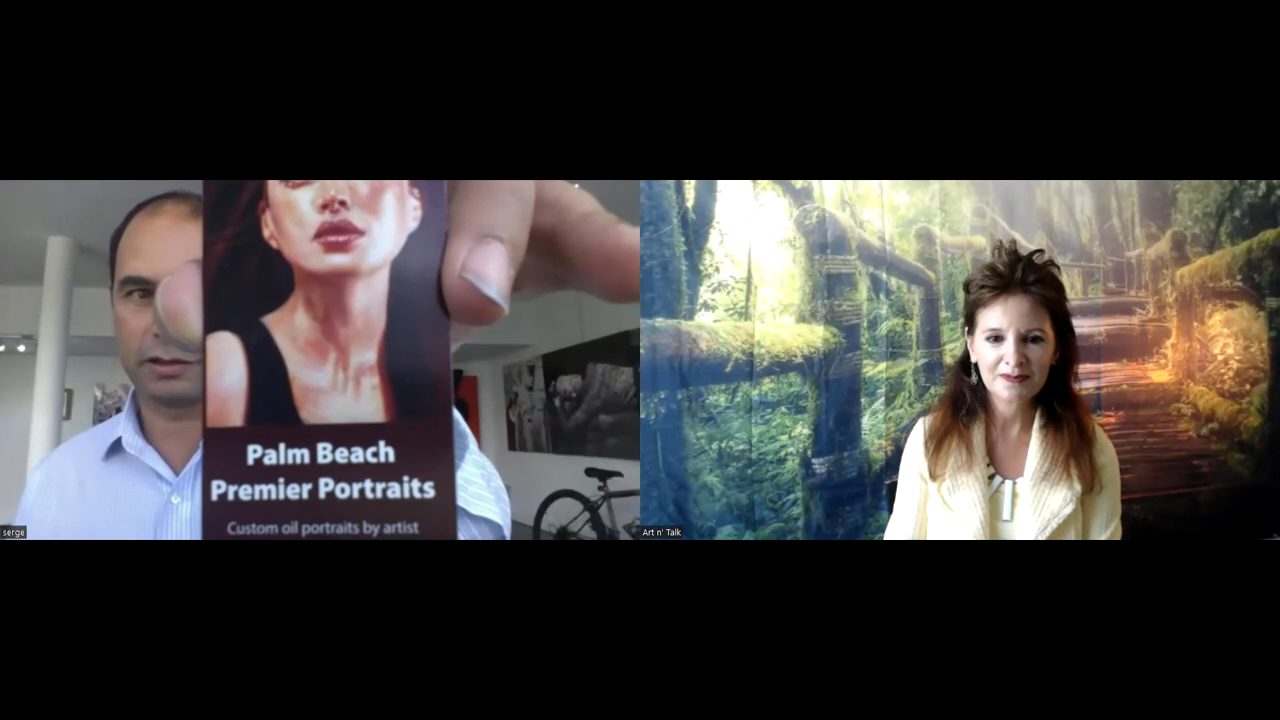 Palm Beach
Premier Portraits
Custom oil portraits by artist
serge
Art n' Talk